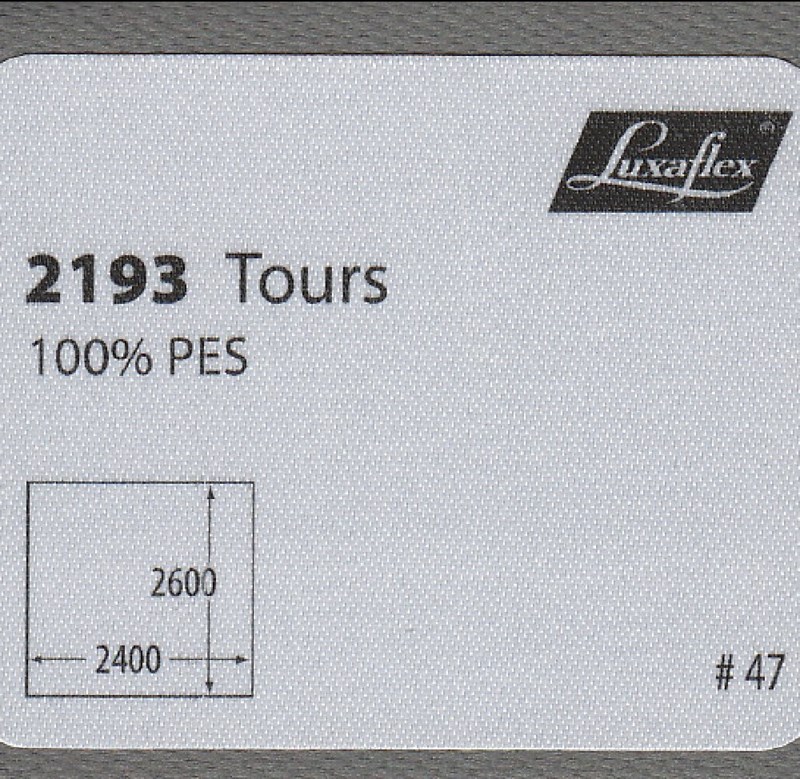 Luxaflex®
2193 Tours
100% PES
2600
2400
# 47